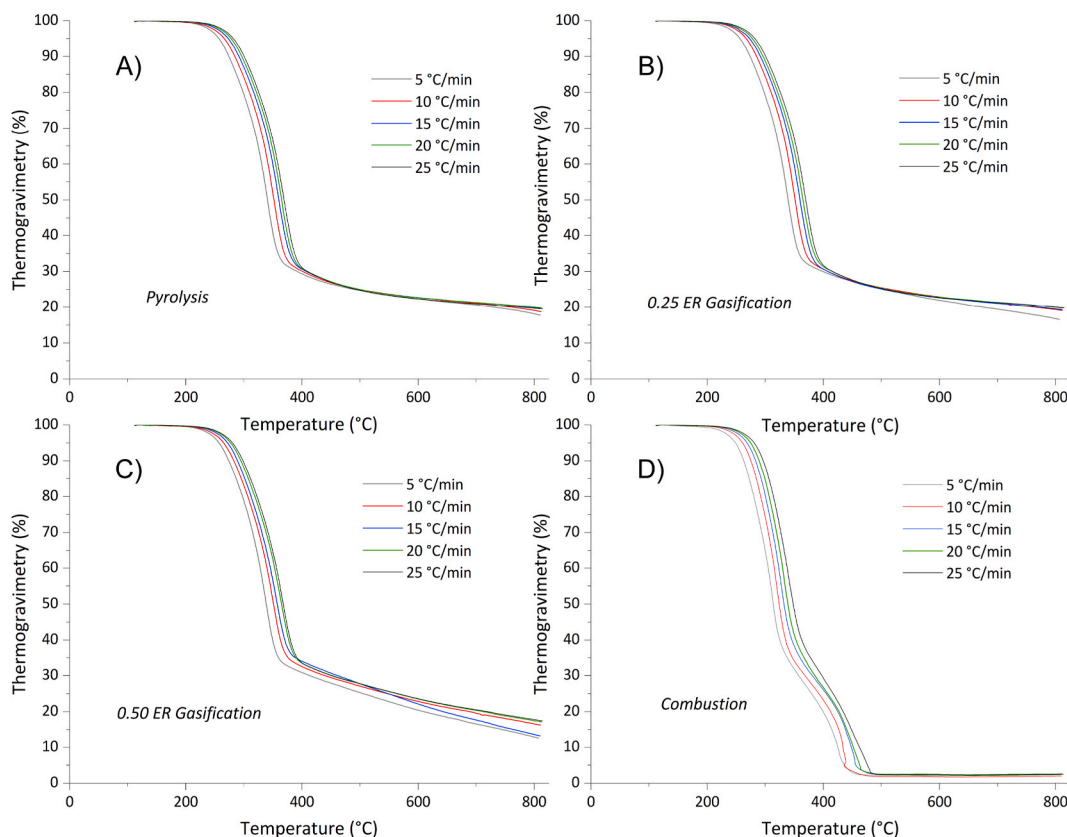 A)
100
90
80
70
60
50
40
30
20
10
0
Thermogravimetry (%)
5 °C/min
10 °C/min
15 °C/min
20 °C/min
25 °C/min
Pyrolysis
0 200 400 600 800
Temperature (°C)
B)
100
90
80
70
60
50
40
30
20
10
0
Thermogravimetry (%)
5 °C/min
10 °C/min
15 °C/min
20 °C/min
25 °C/min
0.25 ER Gasification
0 200 400 600 800
Temperature (°C)
C)
100
90
80
70
60
50
40
30
20
10
0
Thermogravimetry (%)
5 °C/min
10 °C/min
15 °C/min
20 °C/min
25 °C/min
0.50 ER Gasification
0 200 400 600 800
Temperature (°C)
D)
100
90
80
70
60
50
40
30
20
10
0
Thermogravimetry (%)
5 °C/min
10 °C/min
15 °C/min
20 °C/min
25 °C/min
Combustion
0 200 400 600 800
Temperature (°C)